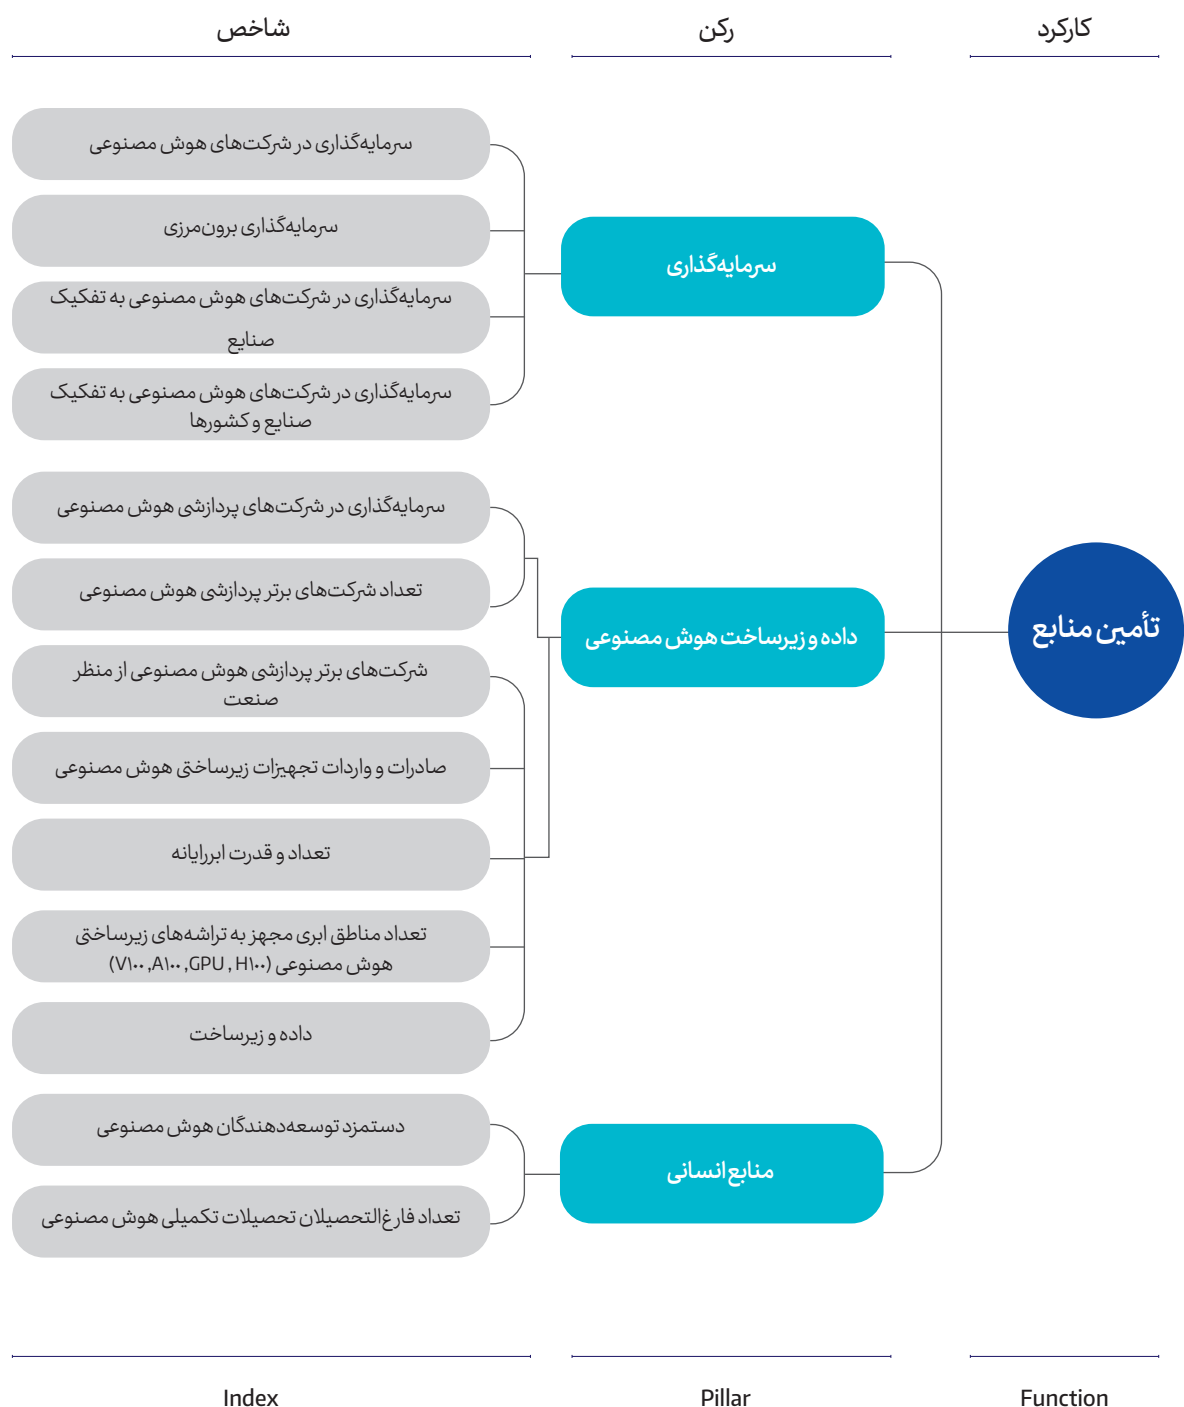 کارکرد
رکن
شاخص
تأمین منابع
سرمایه‌گذاری
سرمایه‌گذاری در شرکت‌های هوش مصنوعی
سرمایه‌گذاری برون‌مرزی
سرمایه‌گذاری در شرکت‌های هوش مصنوعی به تفکیک
صنایع
سرمایه‌گذاری در شرکت‌های هوش مصنوعی به تفکیک
صنایع و کشورها
داده و زیرساخت هوش مصنوعی
سرمایه‌گذاری در شرکت‌های پردازشی هوش مصنوعی
تعداد شرکت‌های برتر پردازشی هوش مصنوعی
شرکت‌های برتر پردازشی هوش مصنوعی از منظر
صنعت
صادرات و واردات تجهیزات زیرساختی هوش مصنوعی
تعداد و قدرت ابررایانه
تعداد مناطق ابری مجهز به تراشه‌های زیرساختی
هوش مصنوعی (V۱۰۰ ,A۱۰۰ ,GPU , H۱۰۰)
داده و زیرساخت
منابع انسانی
دستمزد توسعه‌دهندگان هوش مصنوعی
تعداد فارغ‌التحصیلان تحصیلات تکمیلی هوش مصنوعی
Function
Pillar
Index